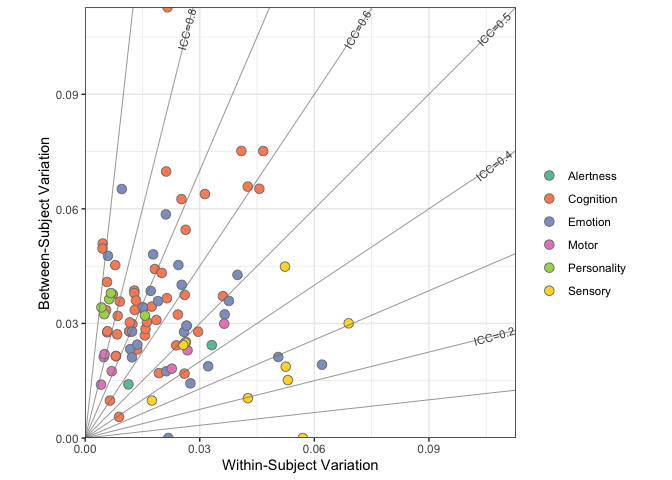 ICC=0.8
ICC=0.6
ICC=0.5
ICC=0.4
ICC=0.2
0.09
0.06
0.03
0.00
Between-Subject Variation
0.00
0.03
0.06
0.09
Within-Subject Variation
Alertness
Cognition
Emotion
Motor
Personality
Sensory